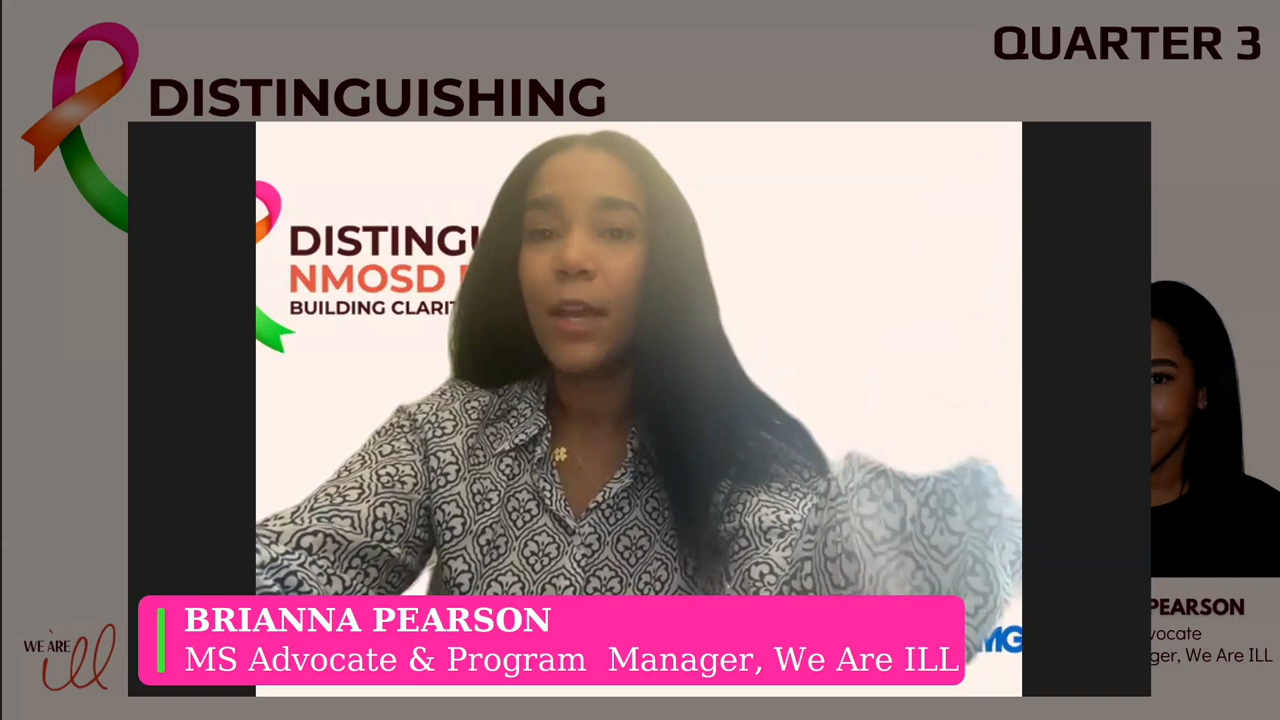 QUARTER 3
DISTINGUISHING
DISTINGU
NMOSD
BUILDING CLARIT
WE ARE ill
BRIANNA PEARSON
MS Advocate & Program Manager, We Are ILL
MG
PEARSON
vocate
ger, We Are ILL